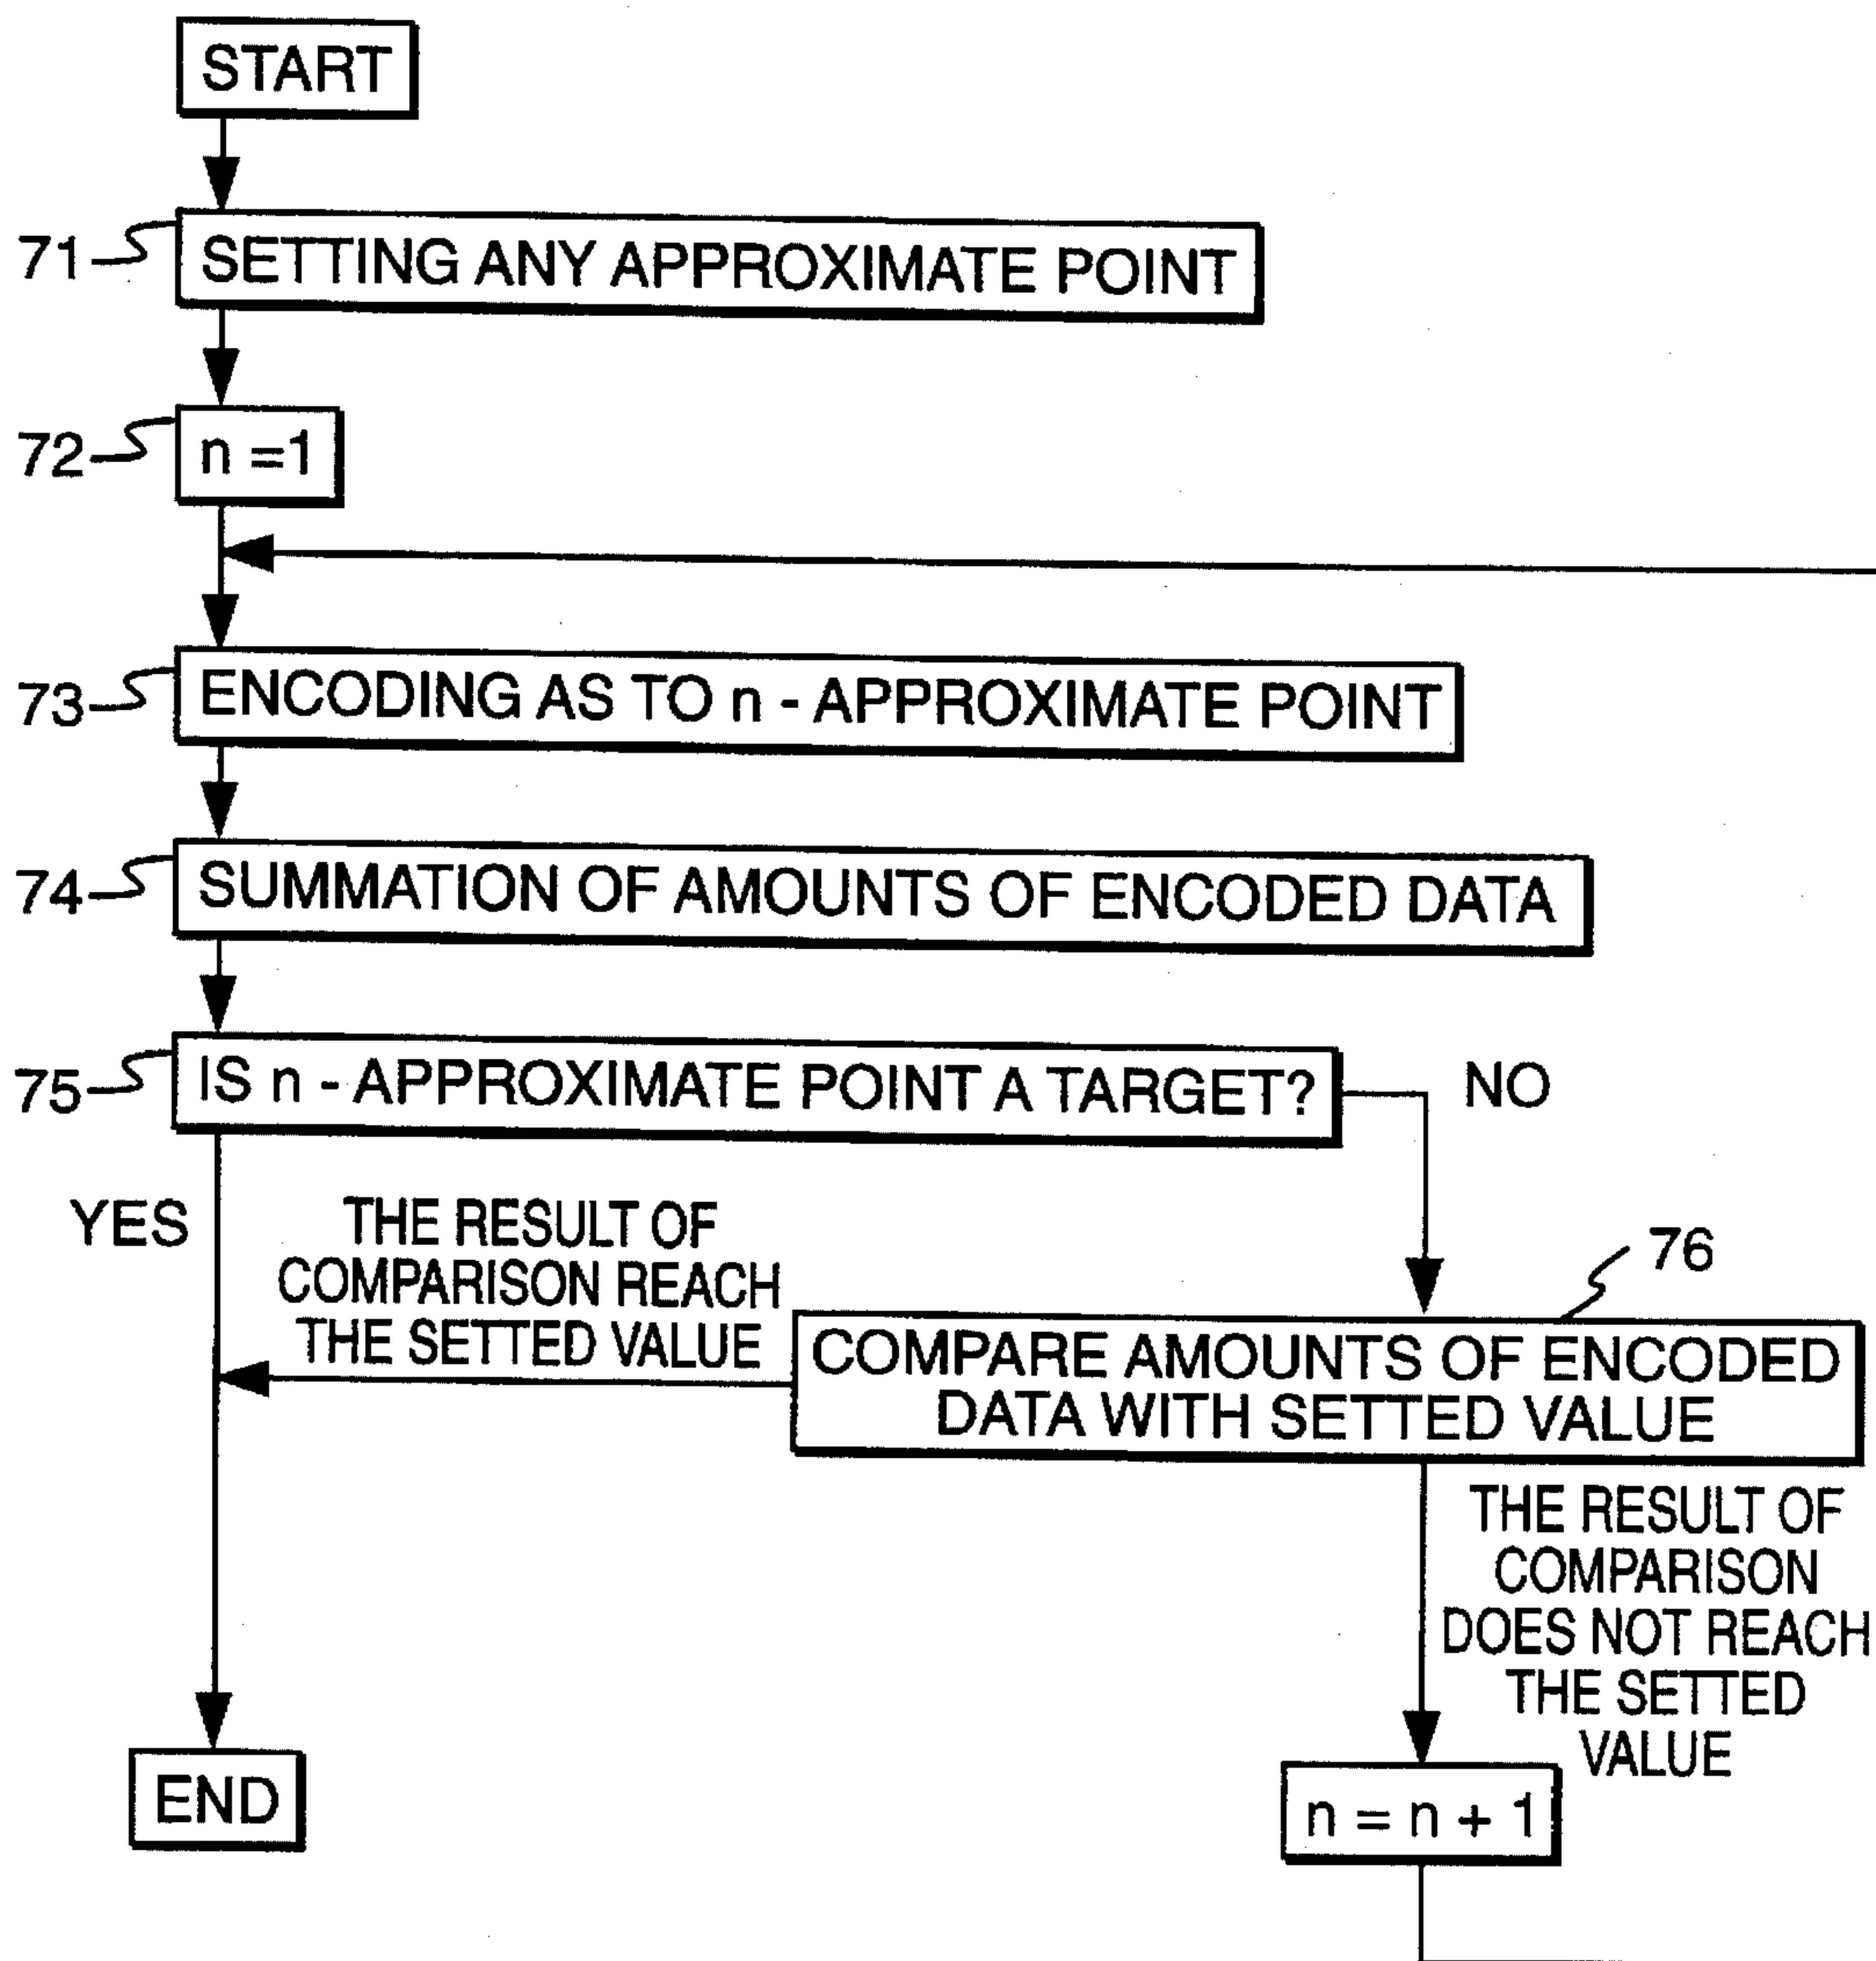 START
71
SETTING ANY APPROXIMATE POINT
72
n =1
73
ENCODING AS TO n - APPROXIMATE POINT
74
SUMMATION OF AMOUNTS OF ENCODED DATA
75
IS n - APPROXIMATE POINT A TARGET?
NO
YES
THE RESULT OF
COMPARISON REACH
THE SETTED VALUE
76
COMPARE AMOUNTS OF ENCODED
DATA WITH SETTED VALUE
THE RESULT OF
COMPARISON
DOES NOT REACH
THE SETTED
VALUE
END
n = n + 1